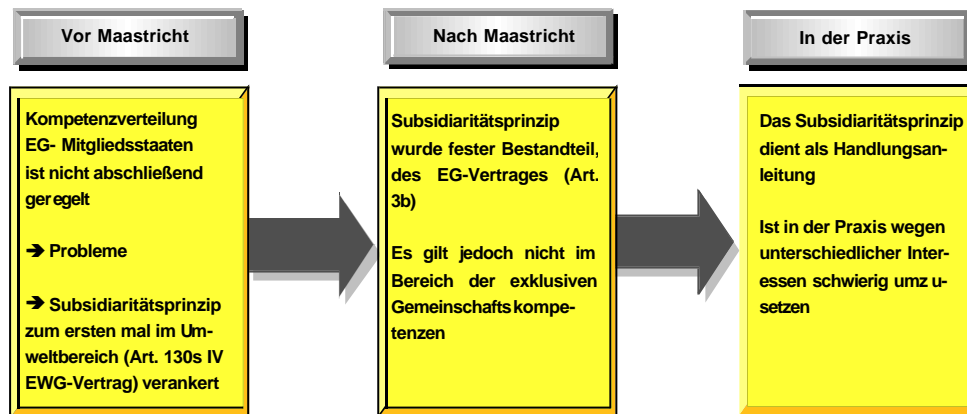 Vor Maastricht
Kompetenzverteilung
EG- Mitgliedsstaaten
ist nicht abschließend
geregelt
➔ Probleme
➔ Subsidiaritätsprinzip
zum ersten mal im Um-
weltbereich (Art. 130s IV
EWG-Vertrag) verankert
Nach Maastricht
Subsidiaritätsprinzip
wurde fester Bestandteil,
des EG-Vertrages (Art.
3b)
Es gilt jedoch nicht im
Bereich der exklusiven
Gemeinschaftskompe-
tenzen
In der Praxis
Das Subsidiaritätsprinzip
dient als Handlungsan-
leitung
Ist in der Praxis wegen
unterschiedlicher Inter-
essen schwierig umz u-
setzen